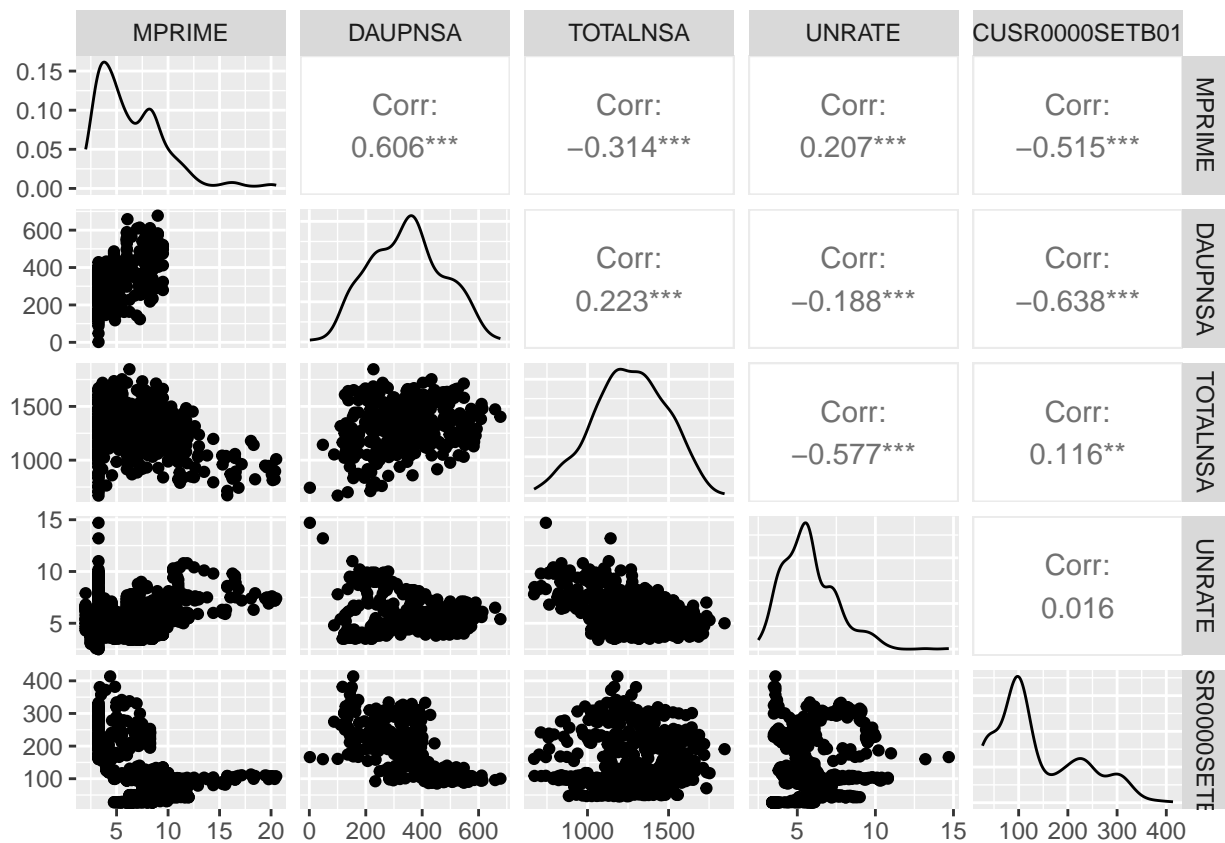 MPRIME DAUPNSA TOTALNSA UNRATE CUSR0000SETB01
0.15
0.10
0.05
0.00
Corr:
0.606***
Corr:
−0.314***
Corr:
0.207***
Corr:
−0.515***
MPRIME
600
400
200
0
Corr:
0.223***
Corr:
−0.188***
Corr:
−0.638***
DAUPNSA
1500
1000
Corr:
−0.577***
Corr:
0.116**
TOTALNSA
15
10
5
Corr:
0.016
UNRATE
400
300
200
100
SR0000SETE
5 10 15 20 0 200 400 600 1000 1500 5 10 15 100 200 300 400